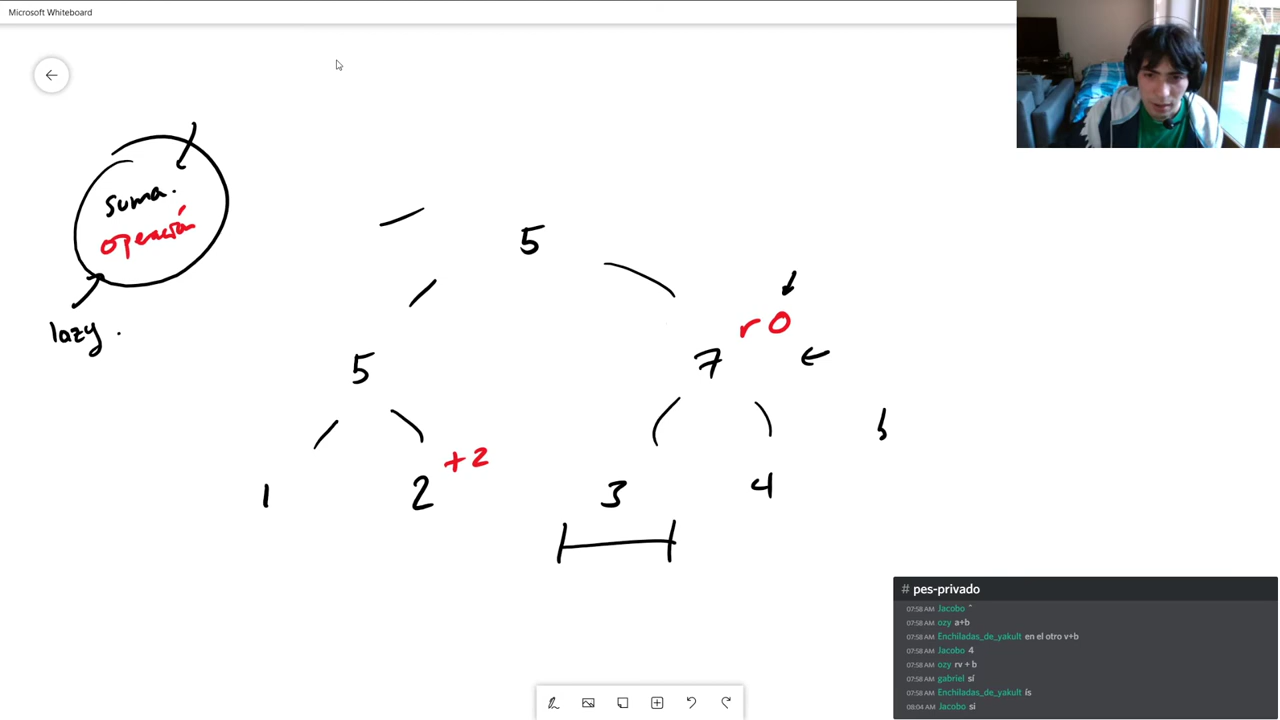 Microsoft Whiteboard
suma.
operación
lazy.
5
r 0
5
7
+2
1
2
3
4
# pes-privado
07:58 AM Jacobo ^
07:58 AM ozy a+b
07:58 AM Enchiladas_de_yakult en el otro v+b
07:58 AM Jacobo 4
07:58 AM ozy rv + b
07:58 AM gabriel sí
07:58 AM Enchiladas_de_yakult ís
08:04 AM Jacobo si